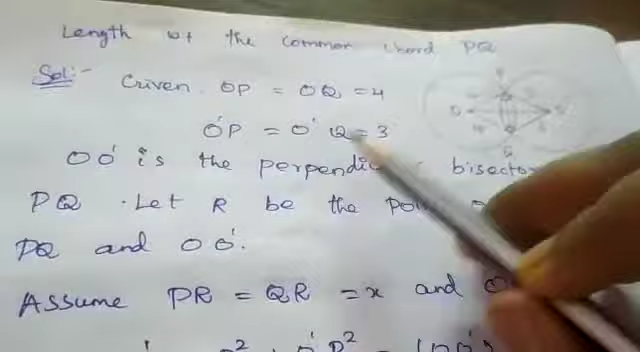 Length of the common chord PQ
Sol:- Given OP = OQ = 4
O'P = O'Q = 3
OO' is the bisector
PQ . Let R be the
PQ and OO'.
Assume PR = QR = x and